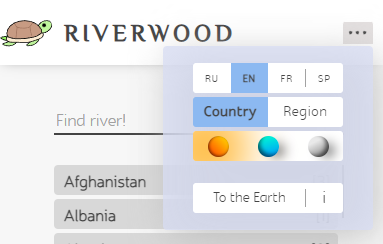 RIVERWOOD
RU EN FR SP
Country Region
Find river!
Afghanistan
To the Earth i
Albania